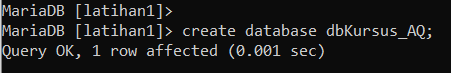 MariaDB [latihan1]>
MariaDB [latihan1]> create database dbKursus_AQ;
Query OK, 1 row affected (0.001 sec)